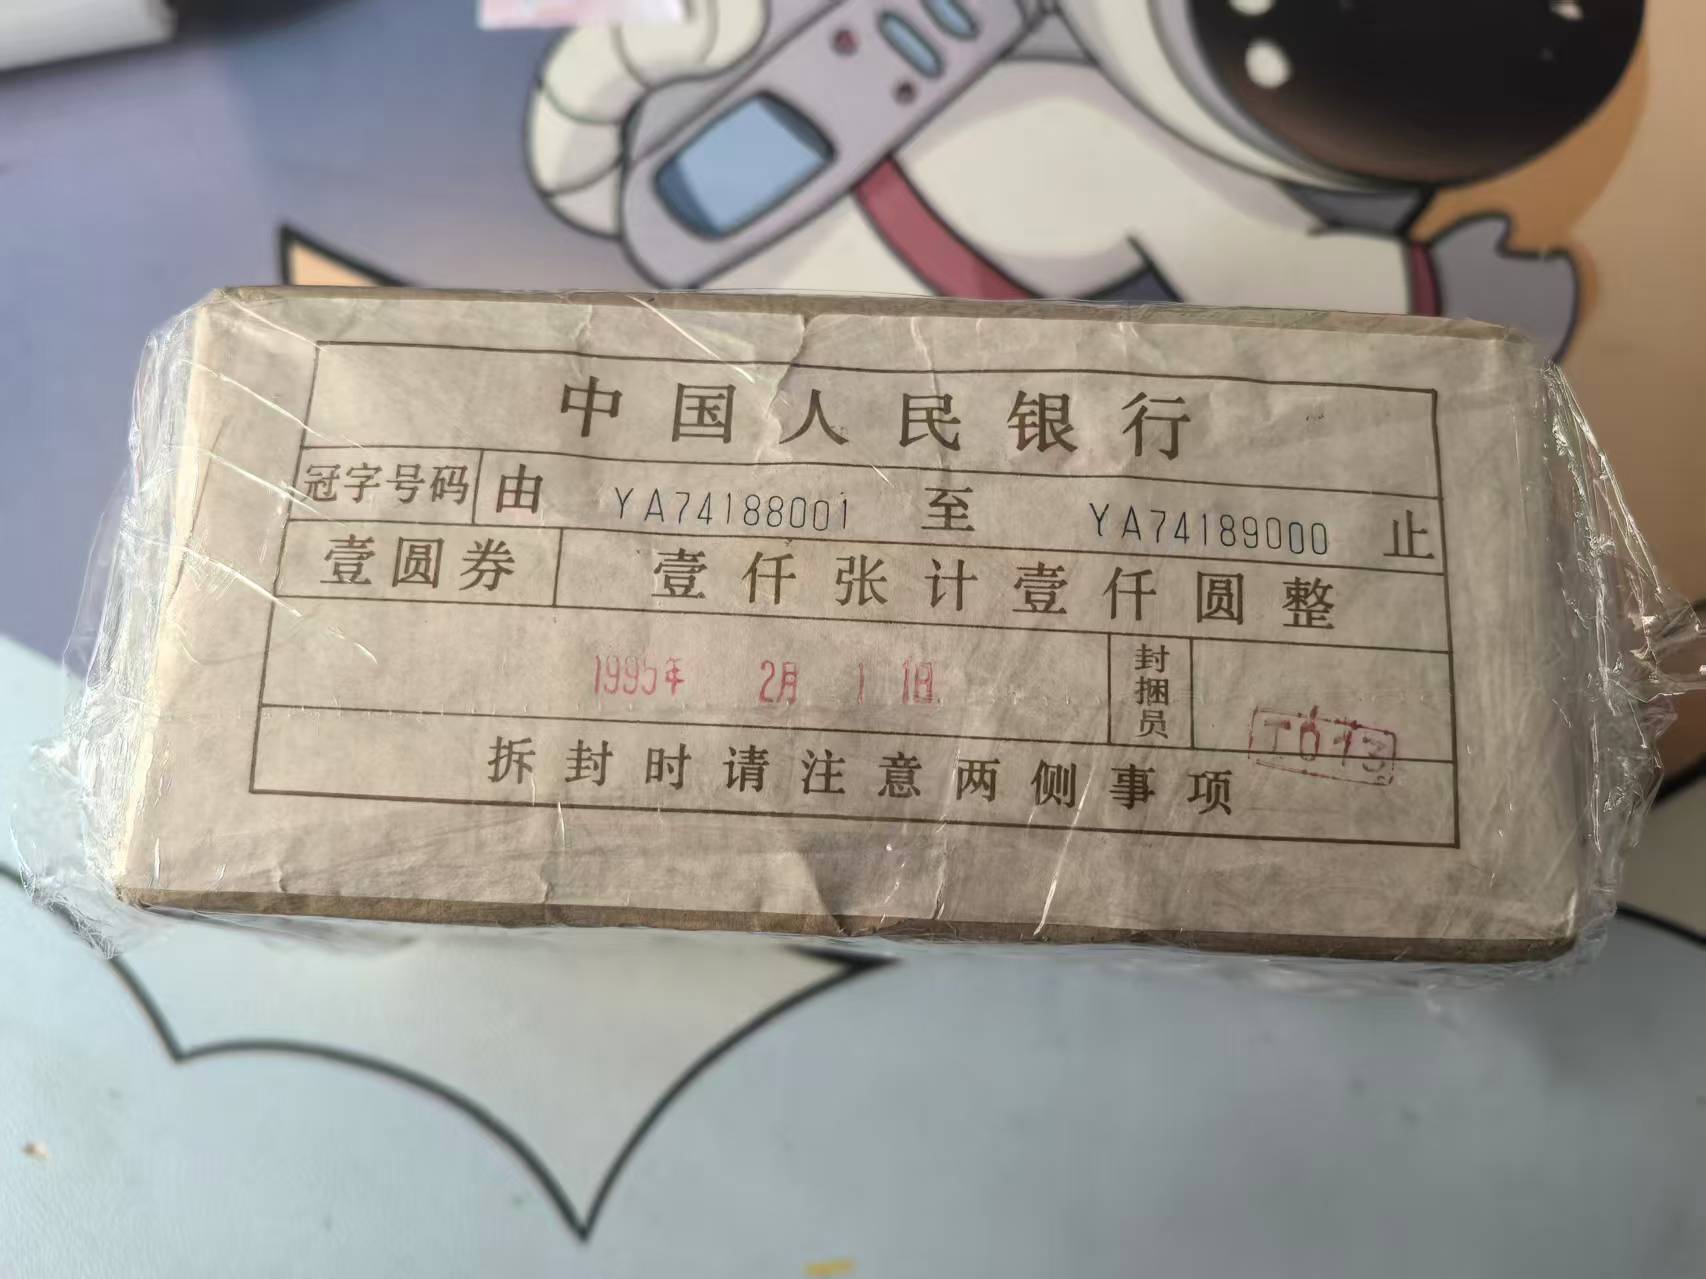 中国人民银行
冠字号码 由 YA74188001 至 YA74189000 止
壹圆券 壹仟张计壹仟圆整
1995年 2月 11日 封捆员
拆封时请注意两侧事项